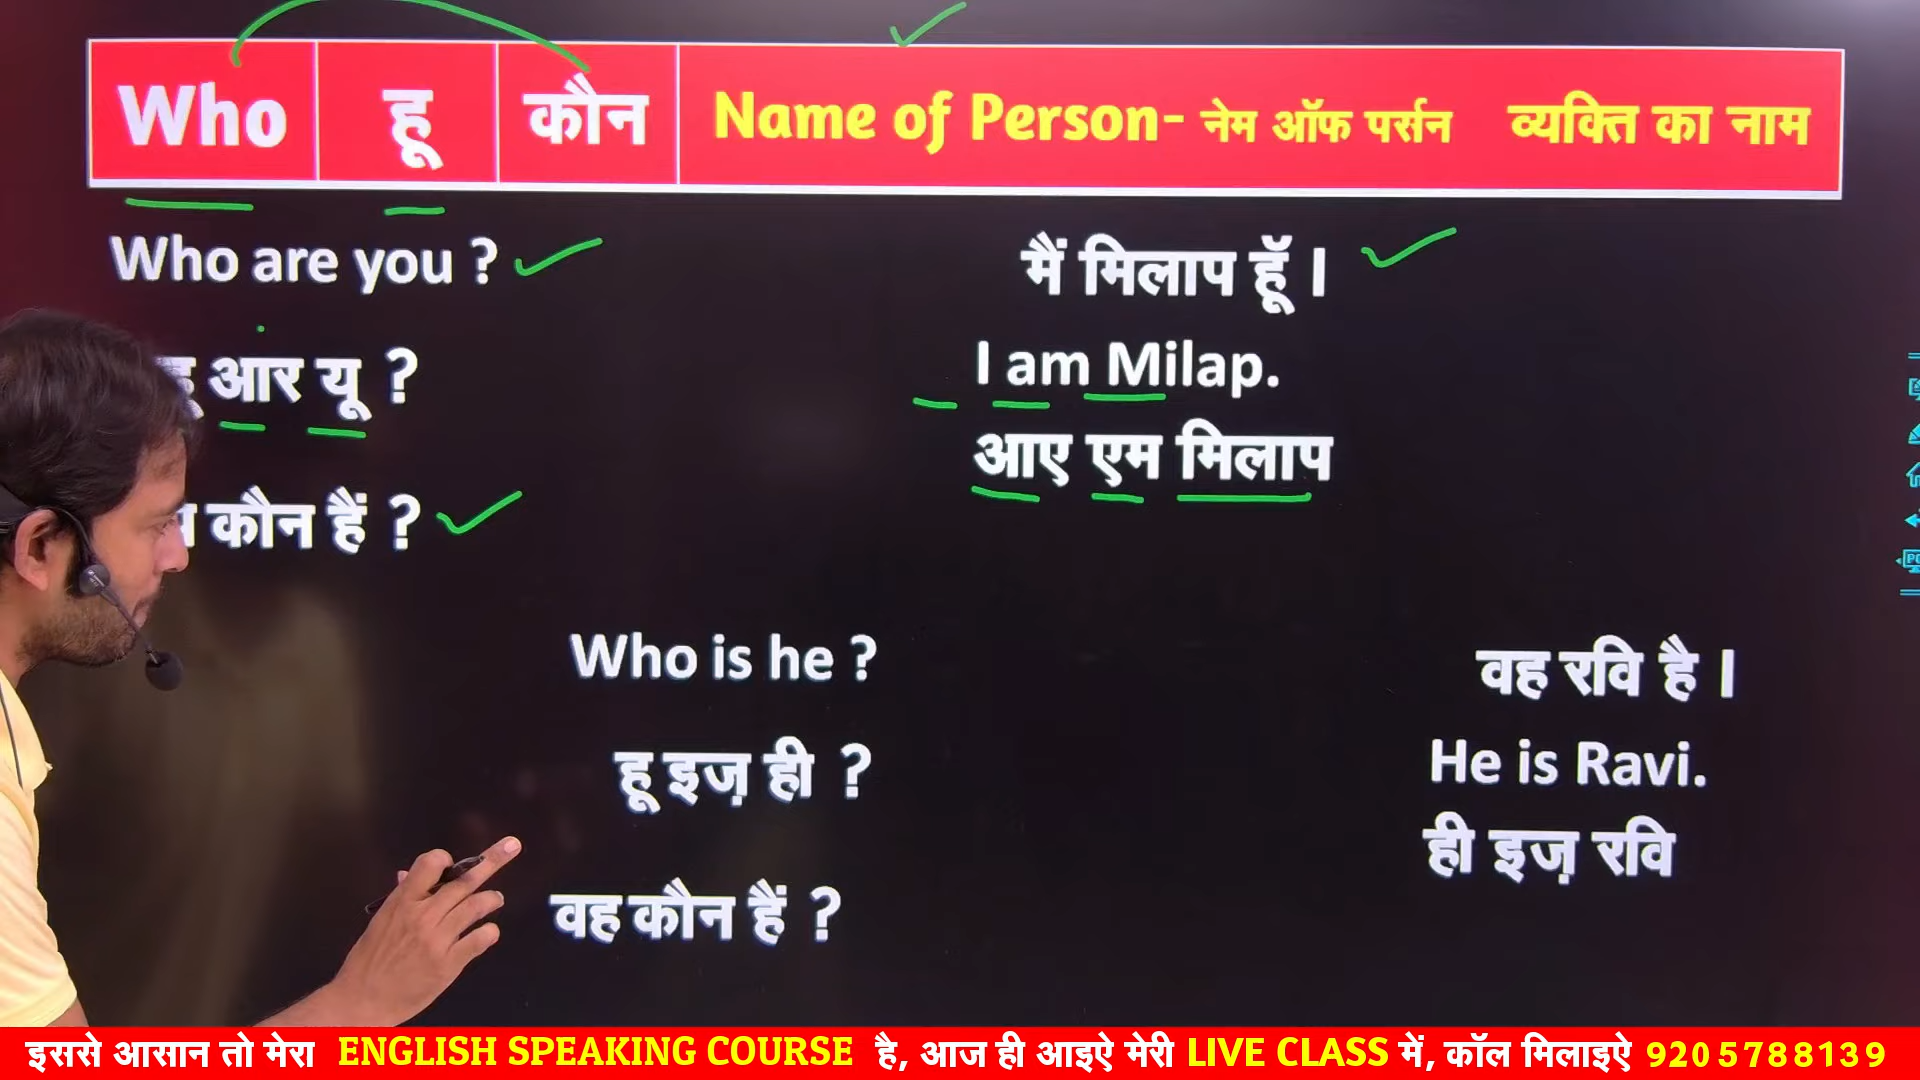 Who हू कौन Name of Person- नेम ऑफ पर्सन व्यक्ति का नाम
Who are you ?
आर यू ?
कौन हैं ?
मैं मिलाप हूॅं ।
I am Milap.
आए एम मिलाप
Who is he ?
हू इज़ ही ?
वह कौन हैं ?
वह रवि है ।
He is Ravi.
ही इज़ रवि
इससे आसान तो मेरा ENGLISH SPEAKING COURSE है, आज ही आइऐ मेरी LIVE CLASS में, कॉल मिलाइऐ 9205788139